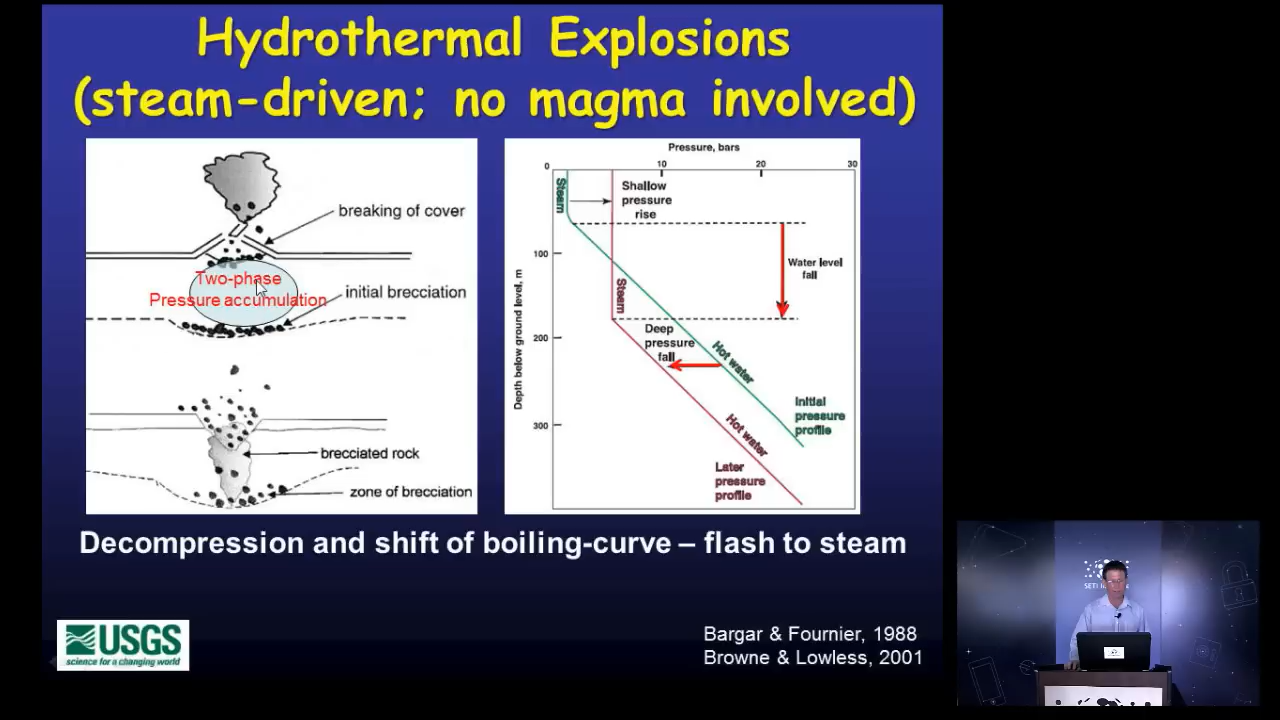 Hydrothermal Explosions
(steam-driven; no magma involved)
breaking of cover
Two-phase
Pressure accumulation
initial brecciation
brecciated rock
zone of brecciation
Pressure, bars
0
10
20
30
Steam
Shallow
pressure
rise
100
Water level
fall
Steam
Depth below ground level, m
200
Deep
pressure
fall
Hot water
Initial
pressure
profile
300
Hot water
Later
pressure
profile
Decompression and shift of boiling-curve – flash to steam
USGS
science for a changing world
Bargar & Fournier, 1988
Browne & Lowless, 2001